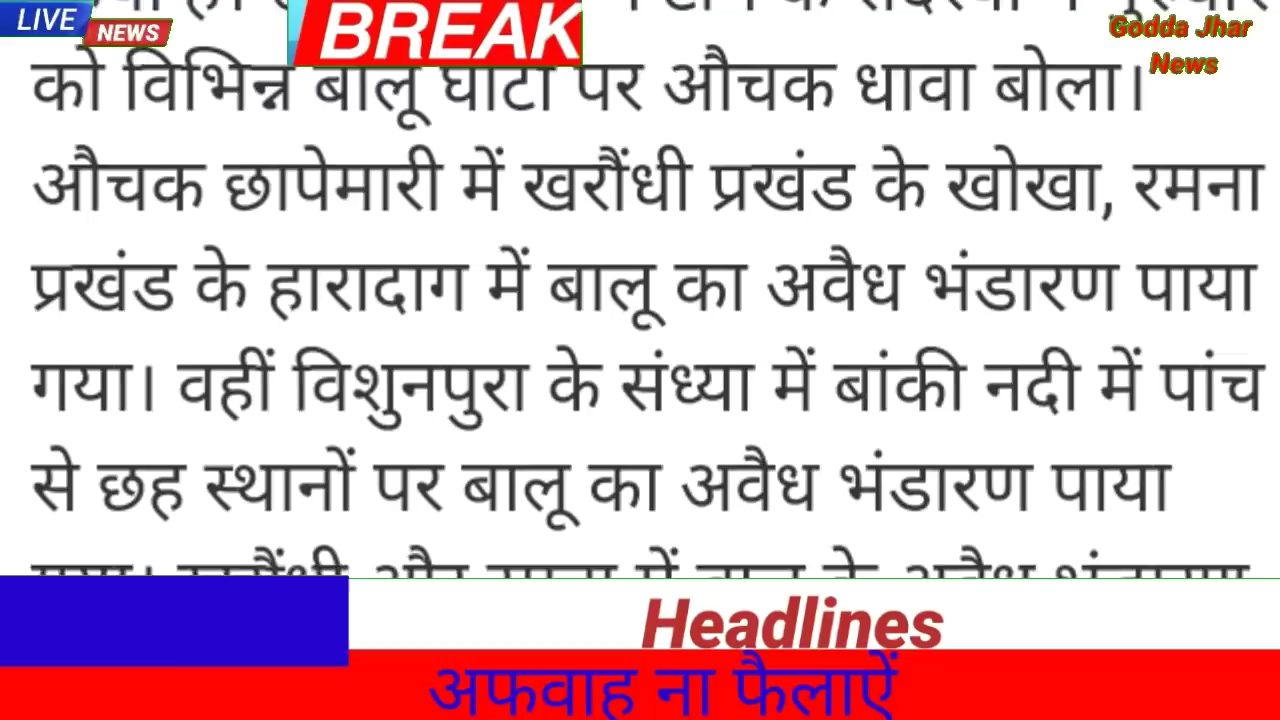 LIVE
NEWS
BREAK
Godda Jhar
News
को विभिन्न बालू घाटों पर औचक धावा बोला।
औचक छापेमारी में खरौंधी प्रखंड के खोखा, रमना
प्रखंड के हारादाग में बालू का अवैध भंडारण पाया
गया। वहीं विशुनपुरा के संध्या में बांकी नदी में पांच
से छह स्थानों पर बालू का अवैध भंडारण पाया
Headlines
अफवाह ना फैलाऐं